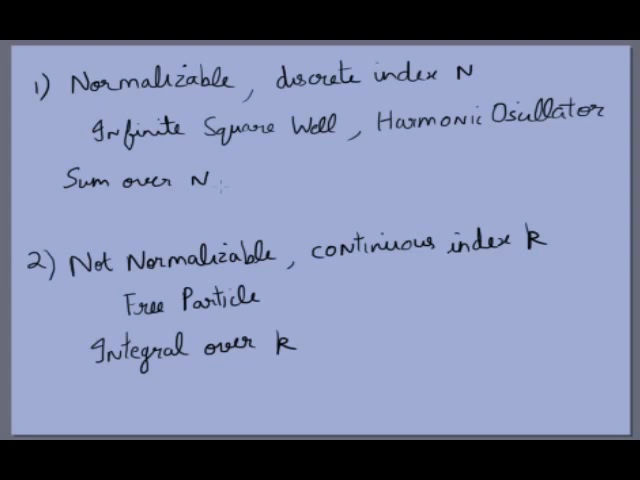 1) Normalizable, discrete index N
Infinite Square Well, Harmonic Oscillator
Sum over N
2) Not Normalizable, continuous index k
Free Particle
Integral over k